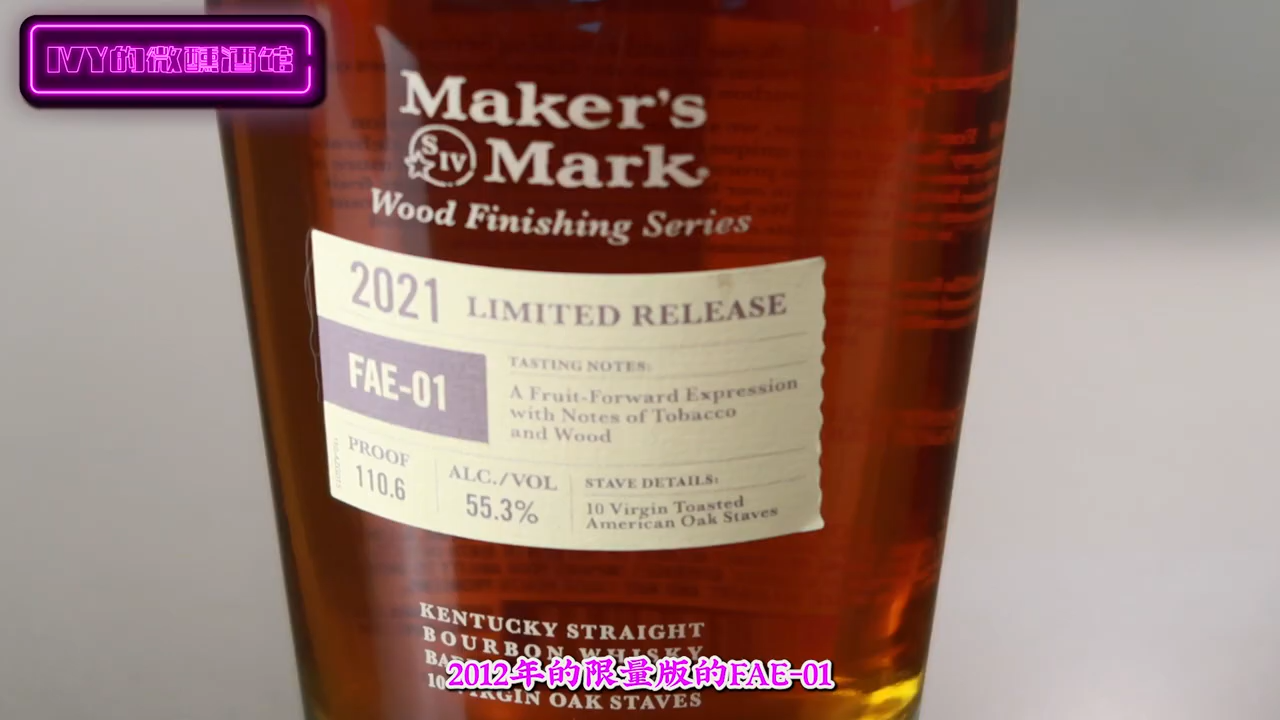 IVY的微醺酒馆
Maker's
S IV Mark
Wood Finishing Series
2021 LIMITED RELEASE
FAE-01
TASTING NOTES:
A Fruit-Forward Expression
with Notes of Tobacco
and Wood
PROOF
110.6
ALC./VOL
55.3%
STAVE DETAILS:
10 Virgin Toasted
American Oak Staves
KENTUCKY STRAIGHT
BOURBON WHISKY
2012年的限量版的FAE-01
OAK STAVES